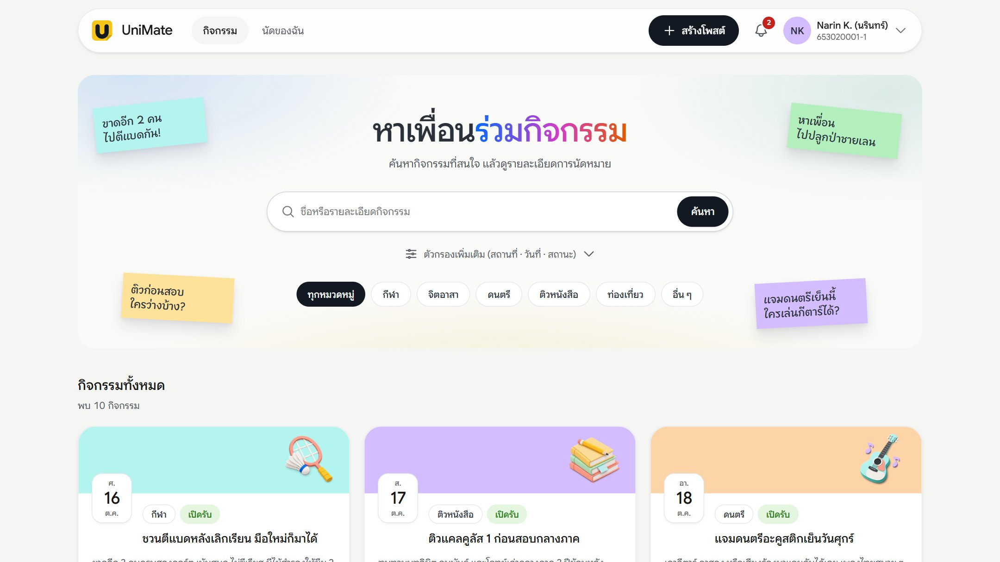 UniMate
กิจกรรม
นัดของฉัน
สร้างโพสต์
2
NK
Narin K. (นรินทร์)
653020001-1
ขาดอีก 2 คน
ไปตีแบดกัน!
หาเพื่อน
ไปปลูกป่าชายเลน
หาเพื่อนร่วมกิจกรรม
ค้นหากิจกรรมที่สนใจ แล้วดูรายละเอียดการนัดหมาย
ชื่อหรือรายละเอียดกิจกรรม
ค้นหา
ตัวกรองเพิ่มเติม (สถานที่ · วันที่ · สถานะ)
ติวก่อนสอบ
ใครว่างบ้าง?
ทุกหมวดหมู่
กีฬา
จิตอาสา
ดนตรี
ติวหนังสือ
ท่องเที่ยว
อื่น ๆ
แจมดนตรีเย็นนี้
ใครเล่นกีตาร์ได้?
กิจกรรมทั้งหมด
พบ 10 กิจกรรม
ศ.
16
ต.ค.
กีฬา
เปิดรับ
ชวนตีแบดหลังเลิกเรียน มือใหม่ก็มาได้
ส.
17
ต.ค.
ติวหนังสือ
เปิดรับ
ติวแคลคูลัส 1 ก่อนสอบกลางภาค
อา.
18
ต.ค.
ดนตรี
เปิดรับ
แจมดนตรีอะคูสติกเย็นวันศุกร์